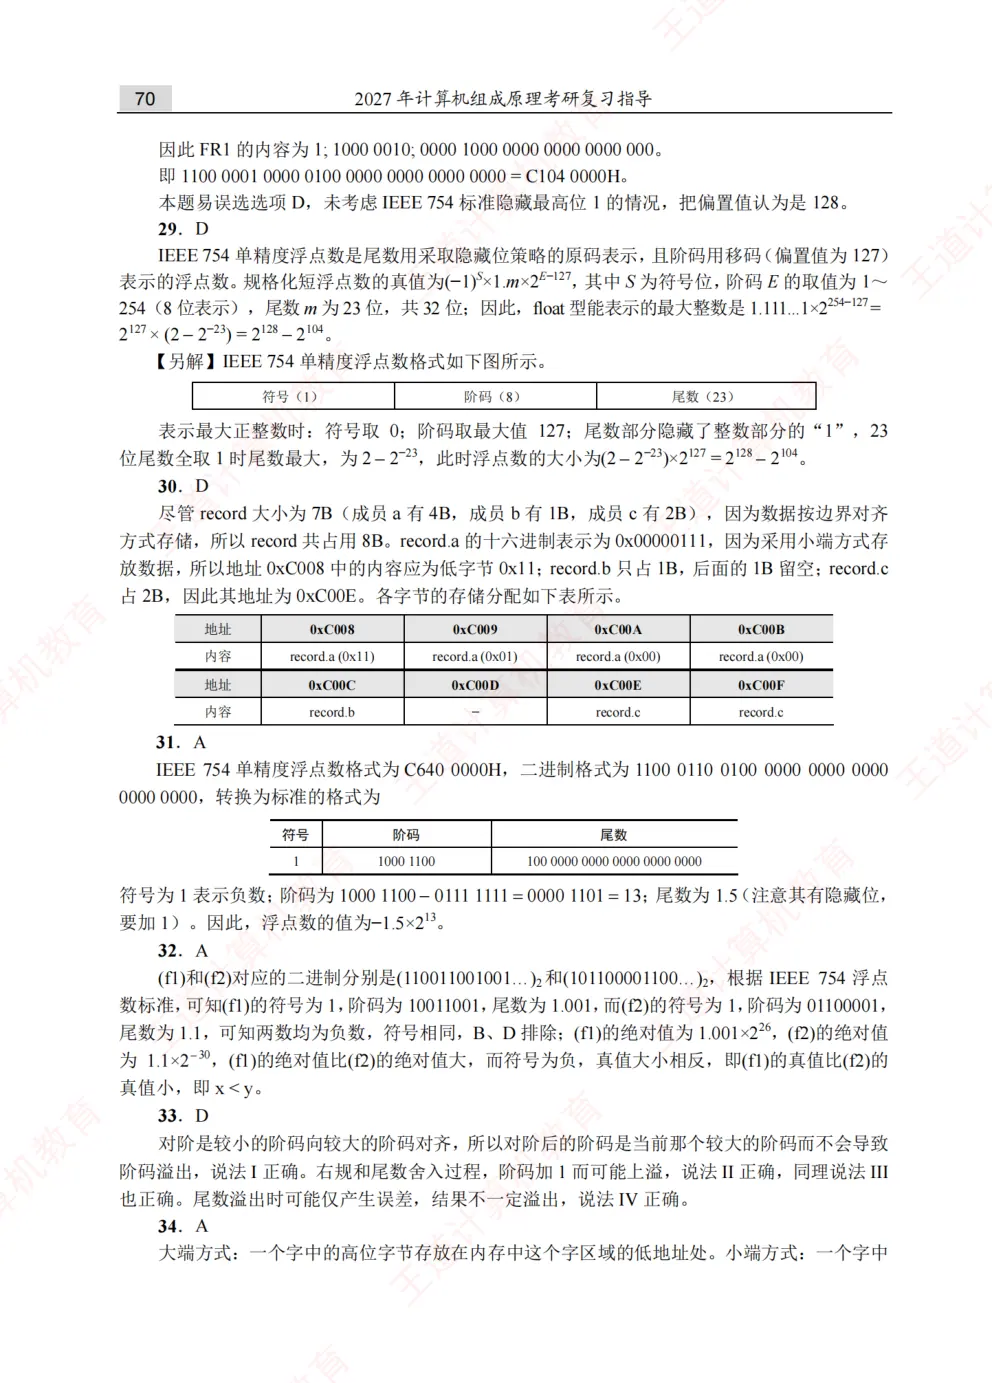 70
2027 年计算机组成原理考研复习指导
因此 FR1 的内容为 1; 1000 0010; 0000 1000 0000 0000 0000 000。
即 1100 0001 0000 0100 0000 0000 0000 0000 = C104 0000H。
本题易误选选项 D，未考虑 IEEE 754 标准隐藏最高位 1 的情况，把偏置值认为是 128。
29．D
IEEE 754 单精度浮点数是尾数用采取隐藏位策略的原码表示，且阶码用移码（偏置值为 127）
表示的浮点数。规格化短浮点数的真值为(−1)^S×1.m×2^{E−127}，其中 S 为符号位，阶码 E 的取值为 1～
254（8 位表示），尾数 m 为 23 位，共 32 位；因此，float 型能表示的最大整数是 1.111...1×2^{254−127} =
2^{127} × (2 – 2^{−23}) = 2^{128} – 2^{104}。
【另解】IEEE 754 单精度浮点数格式如下图所示。
符号（1） 阶码（8） 尾数（23）
表示最大正整数时：符号取 0；阶码取最大值 127；尾数部分隐藏了整数部分的“1”，23
位尾数全取 1 时尾数最大，为 2 – 2^{−23}，此时浮点数的大小为(2 – 2^{−23})×2^{127} = 2^{128} – 2^{104}。
30．D
尽管 record 大小为 7B（成员 a 有 4B，成员 b 有 1B，成员 c 有 2B），因为数据按边界对齐
方式存储，所以 record 共占用 8B。record.a 的十六进制表示为 0x00000111，因为采用小端方式存
放数据，所以地址 0xC008 中的内容应为低字节 0x11；record.b 只占 1B，后面的 1B 留空；record.c
占 2B，因此其地址为 0xC00E。各字节的存储分配如下表所示。
地址 0xC008 0xC009 0xC00A 0xC00B
内容 record.a (0x11) record.a (0x01) record.a (0x00) record.a (0x00)
地址 0xC00C 0xC00D 0xC00E 0xC00F
内容 record.b − record.c record.c
31．A
IEEE 754 单精度浮点数格式为 C640 0000H，二进制格式为 1100 0110 0100 0000 0000 0000
0000 0000，转换为标准的格式为
符号 阶码 尾数
1 1000 1100 100 0000 0000 0000 0000 0000
符号为 1 表示负数；阶码为 1000 1100 – 0111 1111 = 0000 1101 = 13；尾数为 1.5（注意其有隐藏位，
要加 1）。因此，浮点数的值为−1.5×2^{13}。
32．A
(f1)和(f2)对应的二进制分别是(110011001001…)₂和(101100001100…)₂，根据 IEEE 754 浮点
数标准，可知(f1)的符号为 1，阶码为 10011001，尾数为 1.001，而(f2)的符号为 1，阶码为 01100001，
尾数为 1.1，可知两数均为负数，符号相同，B、D 排除；(f1)的绝对值为 1.001×2^{26}，(f2)的绝对值
为 1.1×2^{−30}，(f1)的绝对值比(f2)的绝对值大，而符号为负，真值大小相反，即(f1)的真值比(f2)的
真值小，即 x < y。
33．D
对阶是较小的阶码向较大的阶码对齐，所以对阶后的阶码是当前那个较大的阶码而不会导致
阶码溢出，说法 I 正确。右规和尾数舍入过程，阶码加 1 而可能上溢，说法 II 正确，同理说法 III
也正确。尾数溢出时可能仅产生误差，结果不一定溢出，说法 IV 正确。
34．A
大端方式：一个字中的高位字节存放在内存中这个字区域的低地址处。小端方式：一个字中